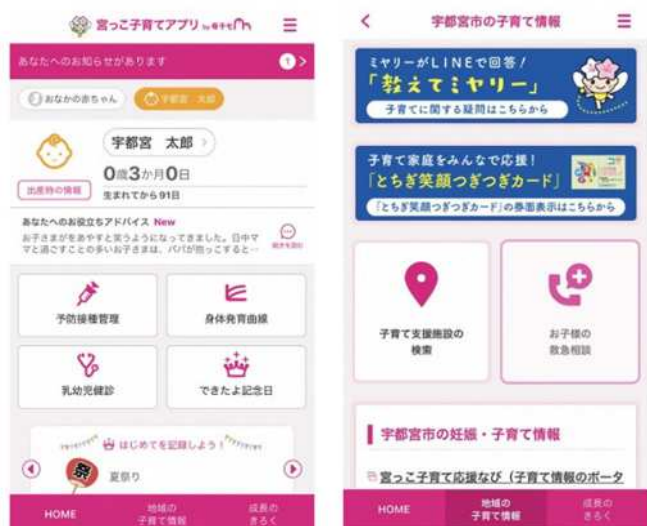 宮っこ子育てアプリ by 母子モ
あなたへのお知らせがあります
1
おなかの赤ちゃん
宇都宮 太郎
宇都宮 太郎
0歳3か月0日
出産時の情報
生まれてから91日
あなたへのお役立ちアドバイス New
お子さまがをあやすと笑うようになってきました。日中マ
マと過ごすことの多いお子さまは、パパが抱っこすると…
続きを読む
予防接種管理
身体発育曲線
乳幼児健診
できたよ記念日
はじめてを記録しよう!
祭
夏祭り
HOME
地域の
子育て情報
成長の
きろく
宇都宮市の子育て情報
ミヤリーがLINEで回答!
「教えてミヤリー」
子育てに関する疑問はこちらから
子育て家庭をみんなで応援!
「とちぎ笑顔つぎつぎカード」
「とちぎ笑顔つぎつぎカード」の券面表示はこちらから
子育て支援施設の
検索
お子様の
救急相談
宇都宮市の妊娠・子育て情報
宮っこ子育て応援なび(子育て情報のポータ
HOME
地域の
子育て情報
成長の
きろく